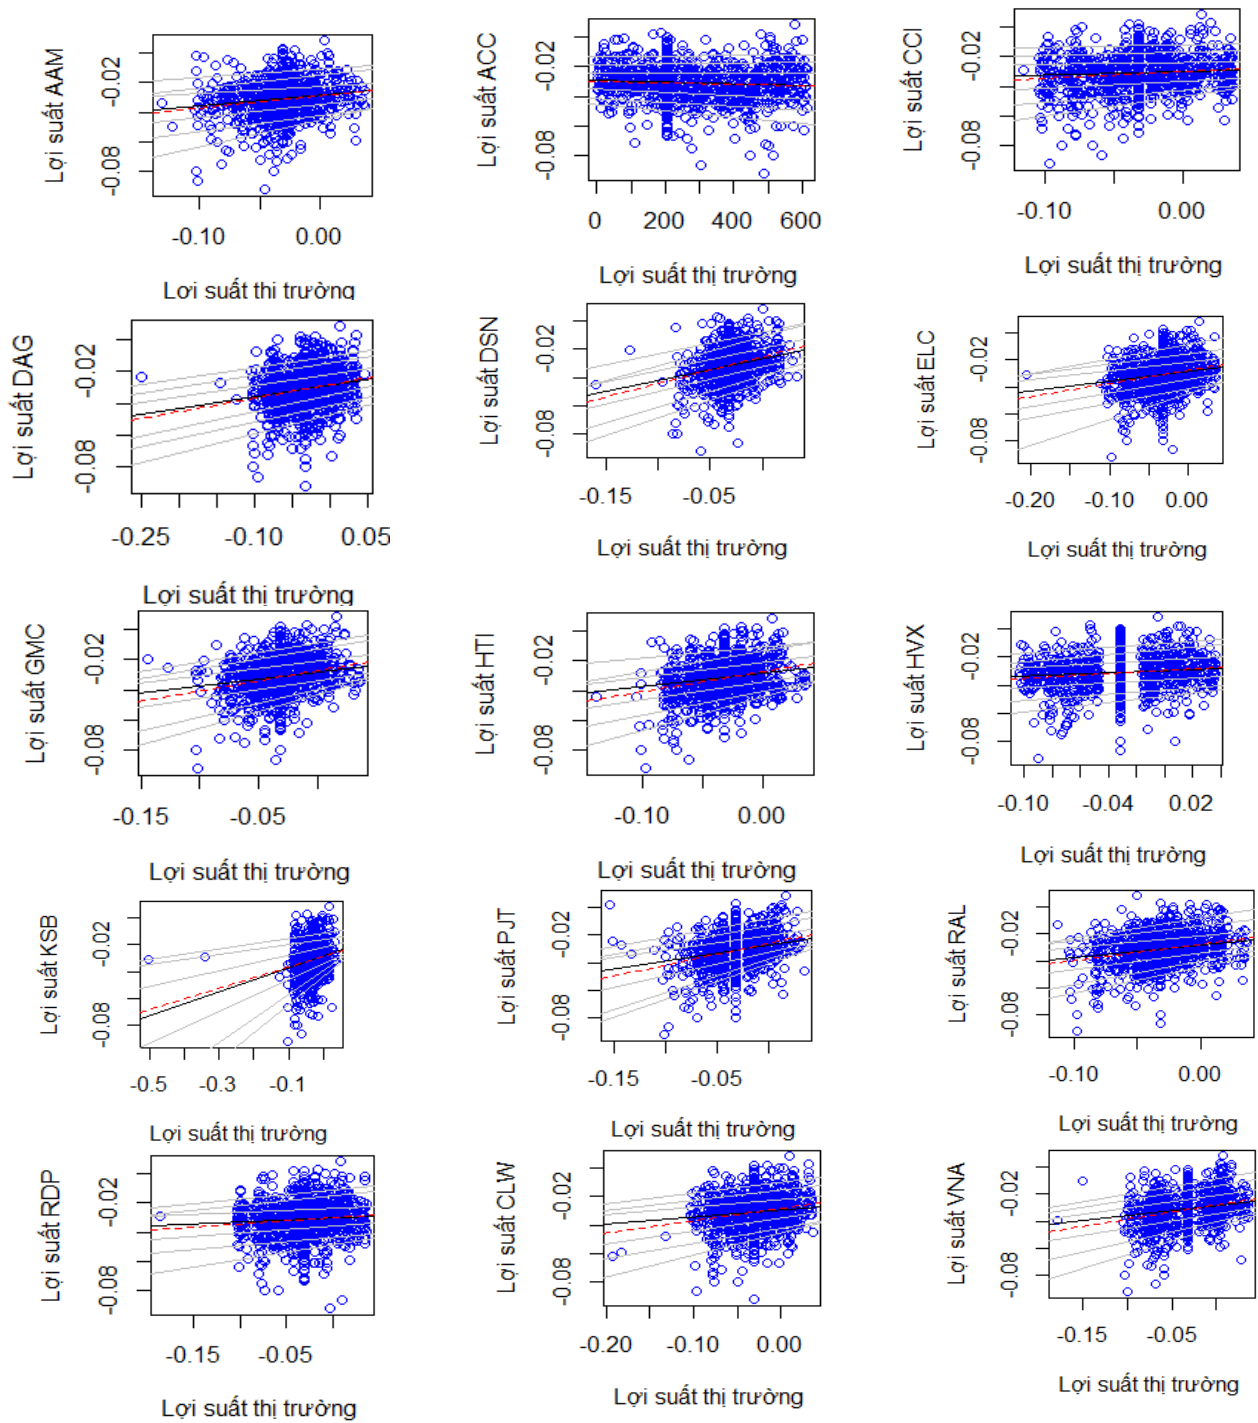 Lợi suất AAM
-0.02
-0.08
-0.10 0.00
Lợi suất thị trường
Lợi suất ACC
-0.02
-0.08
0 200 400 600
Lợi suất thị trường
Lợi suất CCI
-0.02
-0.08
-0.10 0.00
Lợi suất thị trường
Lợi suất DAG
-0.02
-0.08
-0.25 -0.10 0.05
Lợi suất thị trường
Lợi suất DSN
-0.02
-0.08
-0.15 -0.05
Lợi suất thị trường
Lợi suất ELC
-0.02
-0.08
-0.20 -0.10 0.00
Lợi suất thị trường
Lợi suất GMC
-0.02
-0.08
-0.15 -0.05
Lợi suất thị trường
Lợi suất HTI
-0.02
-0.08
-0.10 0.00
Lợi suất thị trường
Lợi suất HVX
-0.02
-0.08
-0.10 -0.04 0.02
Lợi suất thị trường
Lợi suất KSB
-0.02
-0.08
-0.5 -0.3 -0.1
Lợi suất thị trường
Lợi suất PJT
-0.02
-0.08
-0.15 -0.05
Lợi suất thị trường
Lợi suất RAL
-0.02
-0.08
-0.10 0.00
Lợi suất thị trường
Lợi suất RDP
-0.02
-0.08
-0.15 -0.05
Lợi suất thị trường
Lợi suất CLW
-0.02
-0.08
-0.20 -0.10 0.00
Lợi suất thị trường
Lợi suất VNA
-0.02
-0.08
-0.15 -0.05
Lợi suất thị trường